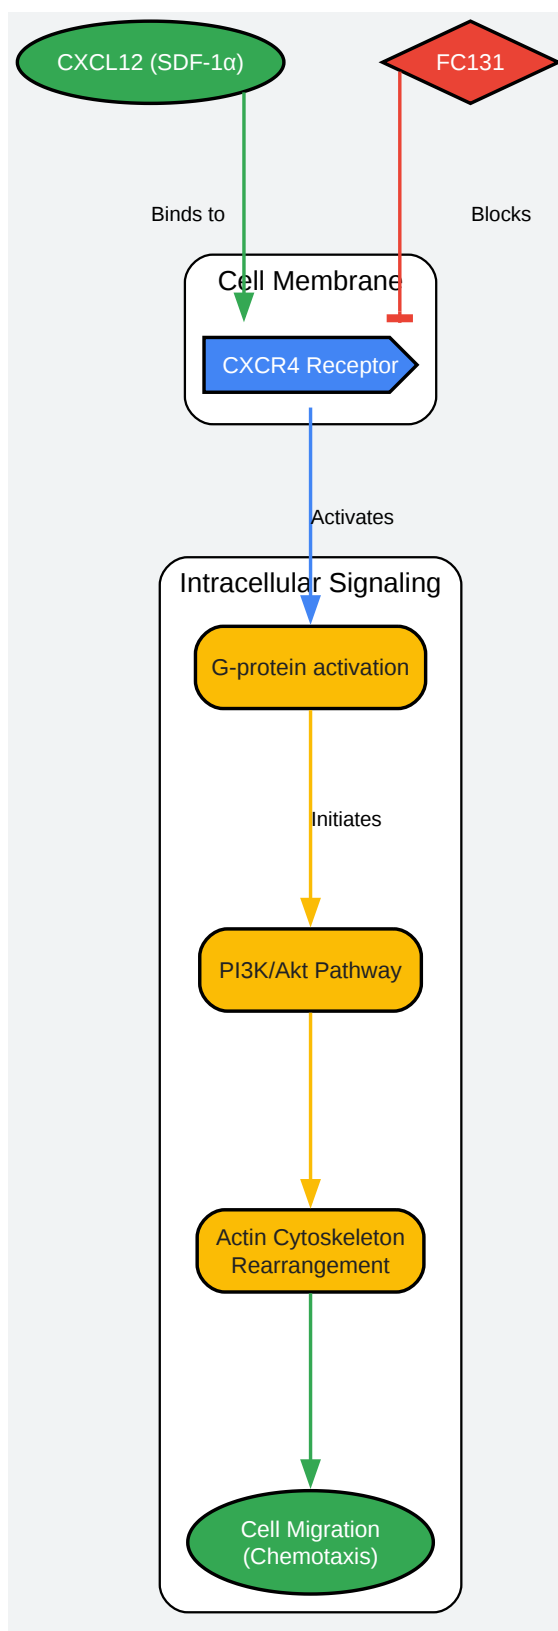 CXCL12 (SDF-1α)
FC131
Binds to
Blocks
Cell Membrane
CXCR4 Receptor
Activates
Intracellular Signaling
G-protein activation
Initiates
PI3K/Akt Pathway
Actin Cytoskeleton
Rearrangement
Cell Migration
(Chemotaxis)